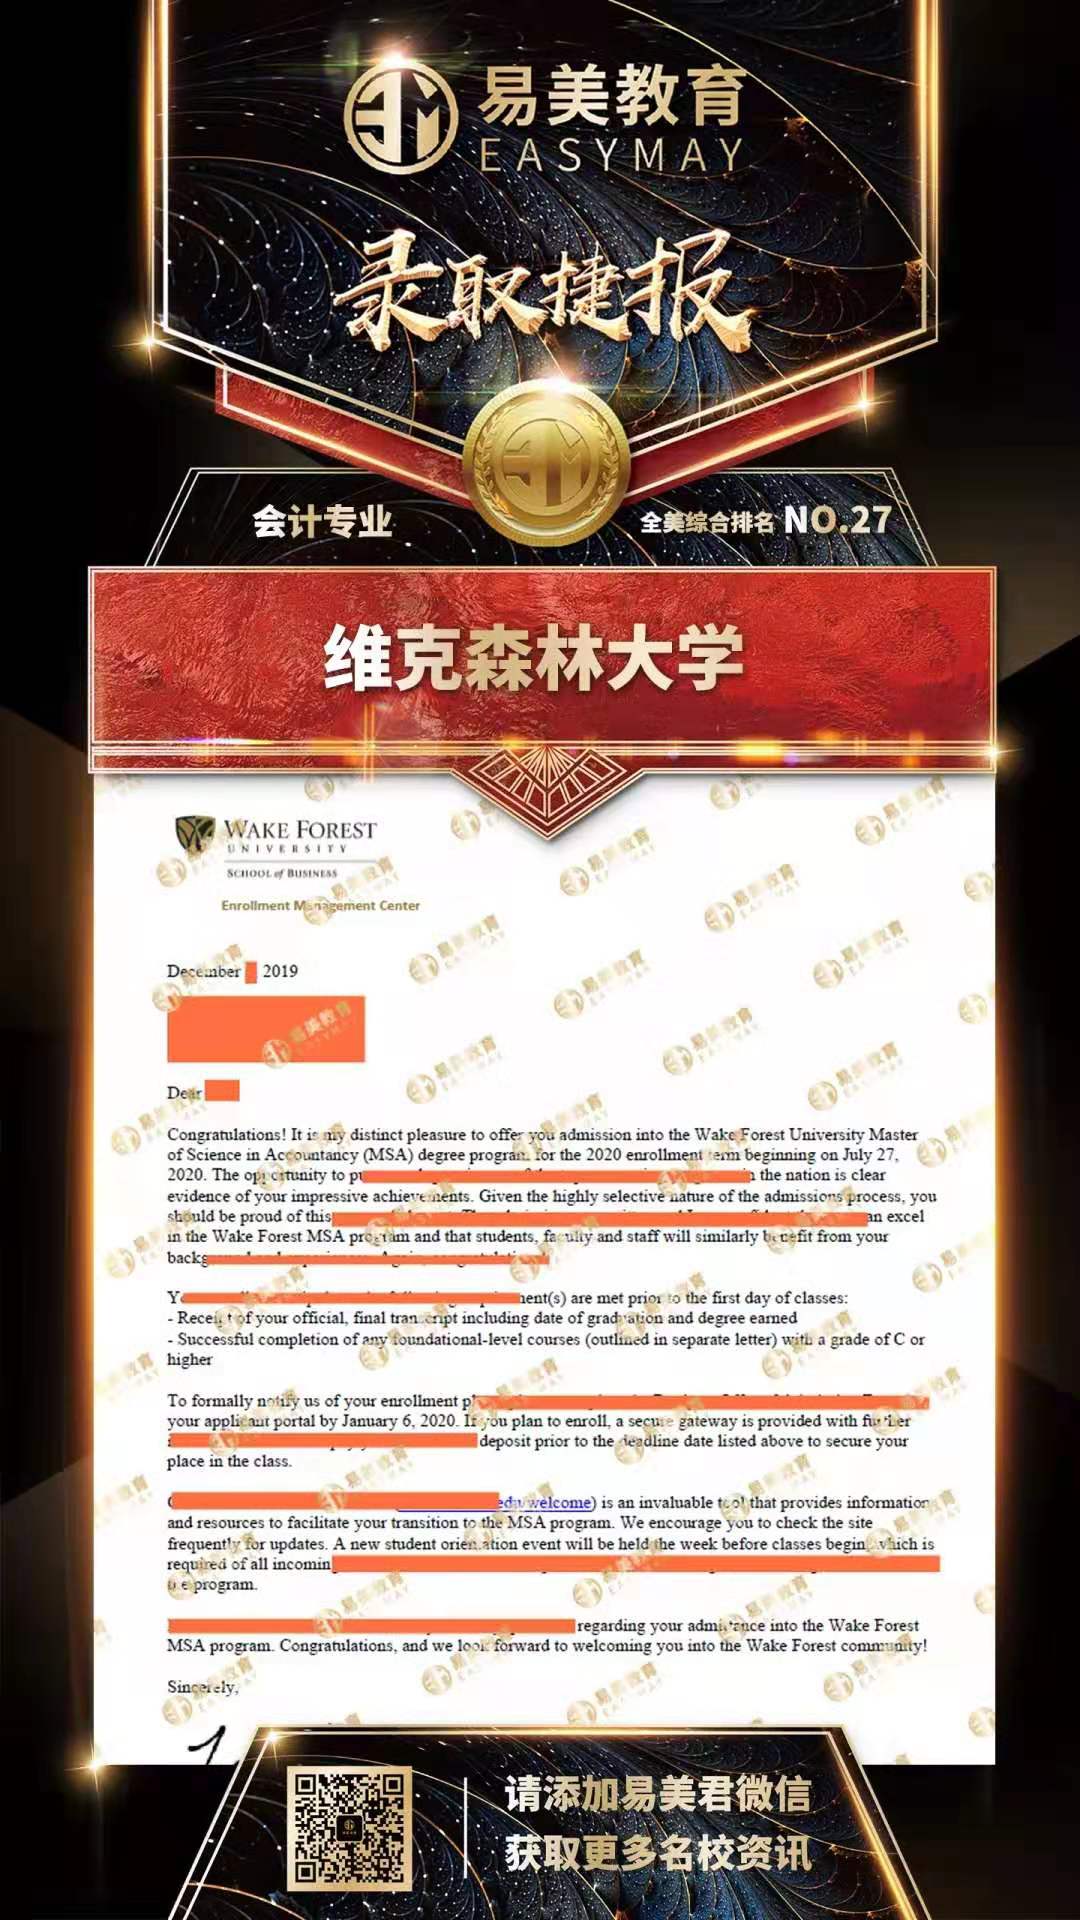 易美教育
EASYMAY
录取捷报
会计专业
全美综合排名 NO.27
维克森林大学
WAKE FOREST
UNIVERSITY
SCHOOL of BUSINESS
Enrollment Management Center
December 2019
Dear
Congratulations! It is my distinct pleasure to offer you admission into the Wake Forest University Master
of Science in Accountancy (MSA) degree program for the 2020 enrollment term beginning on July 27,
2020. The opportunity to the nation is clear
evidence of your impressive achievements. Given the highly selective nature of the admissions process, you
should be proud of this an excel
in the Wake Forest MSA program and that students, faculty and staff will similarly benefit from your
are met prior to the first day of classes:
- Receipt of your official, final transcript including date of graduation and degree earned
- Successful completion of any foundational-level courses (outlined in separate letter) with a grade of C or
higher
To formally notify us of your enrollment
your applicant portal by January 6, 2020. If you plan to enroll, a secure gateway is provided with further
deposit prior to the deadline date listed above to secure your
place in the class.
edu/welcome) is an invaluable tool that provides information
and resources to facilitate your transition to the MSA program. We encourage you to check the site
frequently for updates. A new student orientation event will be held the week before classes begin, which is
required of all incoming
the program.
regarding your admittance into the Wake Forest
MSA program. Congratulations, and we look forward to welcoming you into the Wake Forest community!
Sincerely,
请添加易美君微信
获取更多名校资讯